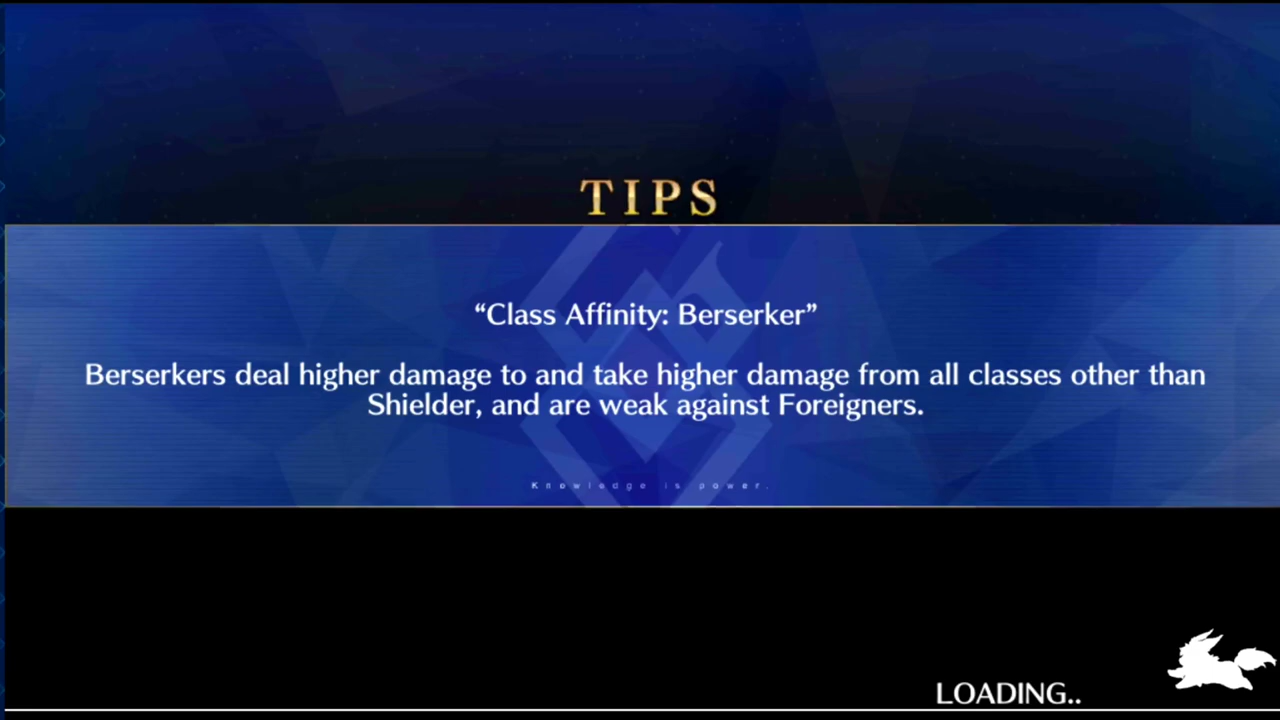 TIPS
“Class Affinity: Berserker”
Berserkers deal higher damage to and take higher damage from all classes other than
Shielder, and are weak against Foreigners.
Knowledge is power.
LOADING..